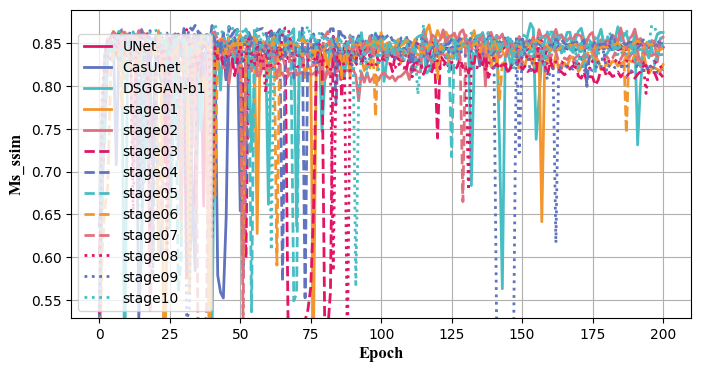 0.85
0.80
0.75
0.70
0.65
0.60
0.55
Ms_ssim
UNet
CasUnet
DSGGAN-b1
stage01
stage02
stage03
stage04
stage05
stage06
stage07
stage08
stage09
stage10
0 25 50 75 100 125 150 175 200
Epoch